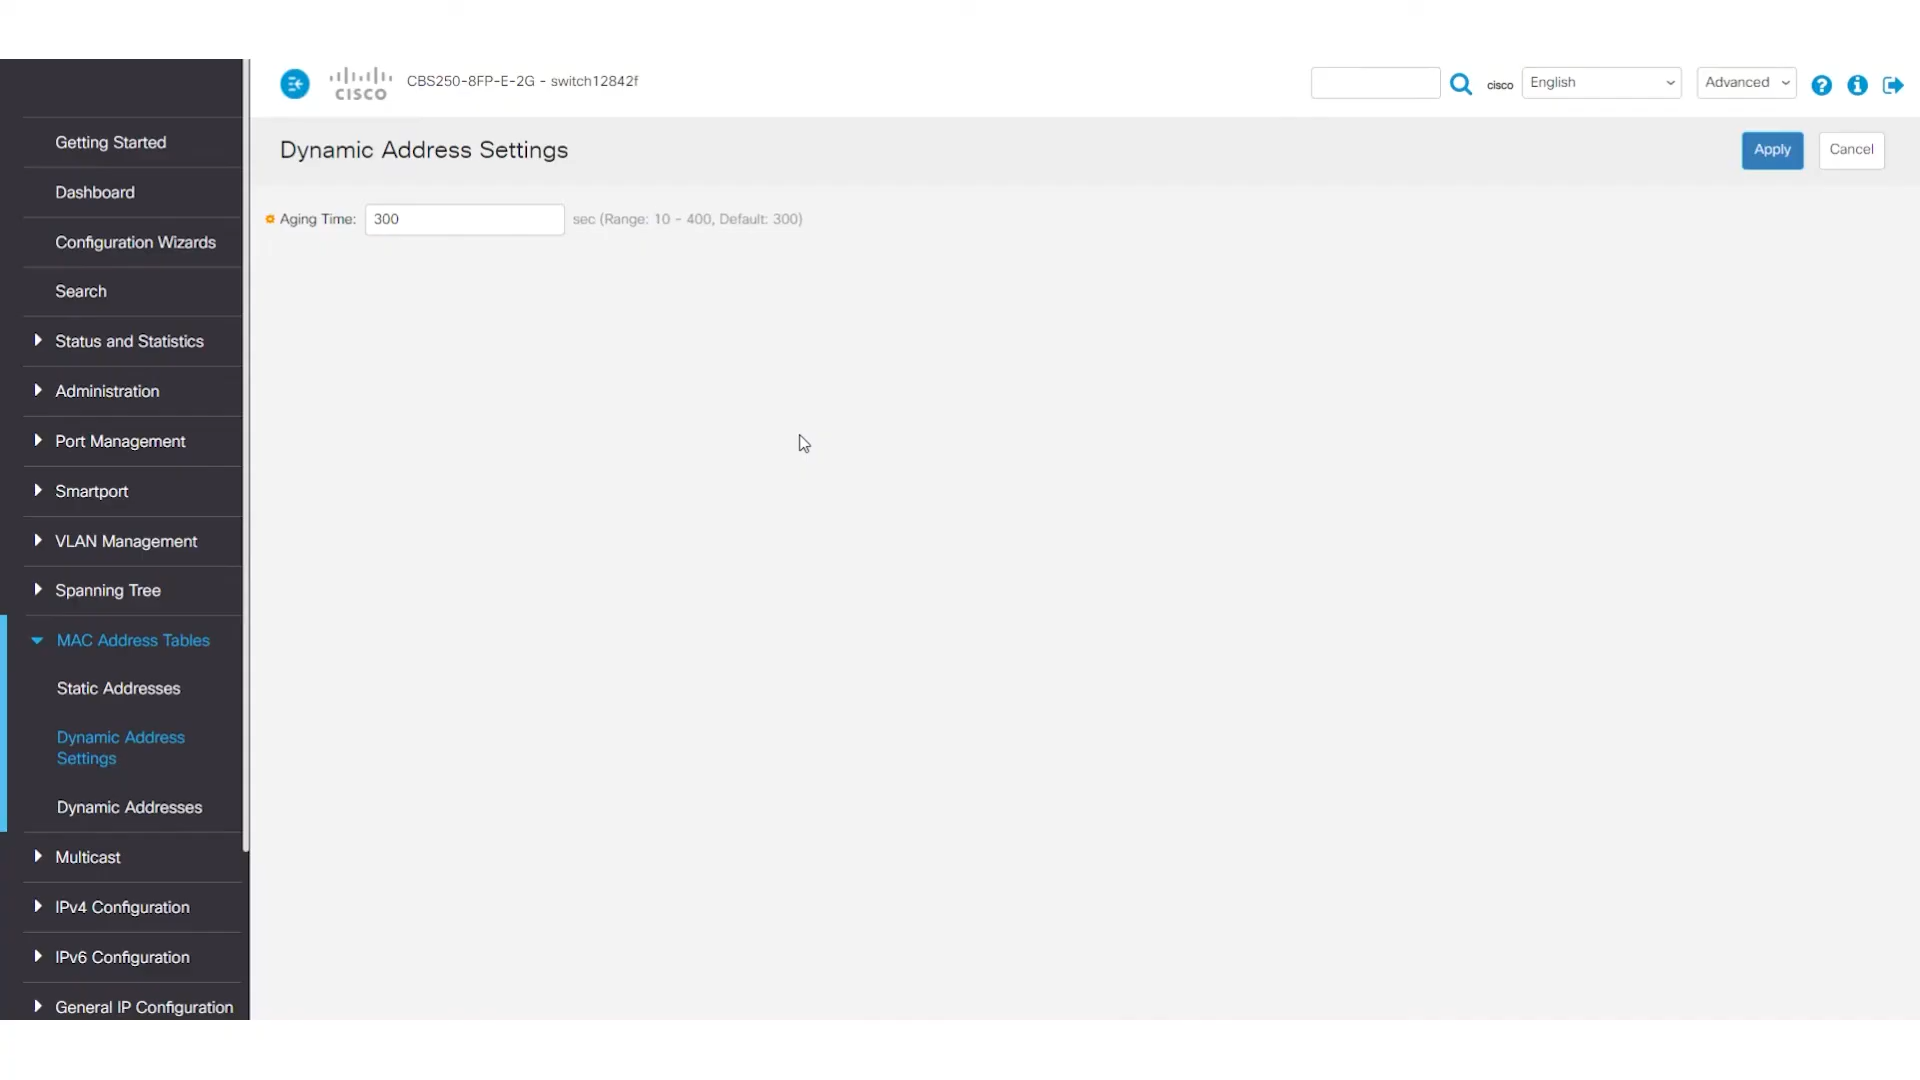 CISCO
CBS250-8FP-E-2G - switch12842f
cisco
English
Advanced
Getting Started
Dashboard
Configuration Wizards
Search
Status and Statistics
Administration
Port Management
Smartport
VLAN Management
Spanning Tree
MAC Address Tables
Static Addresses
Dynamic Address
Settings
Dynamic Addresses
Multicast
IPv4 Configuration
IPv6 Configuration
General IP Configuration
Dynamic Address Settings
Apply
Cancel
Aging Time: 300 sec (Range: 10 - 400, Default: 300)